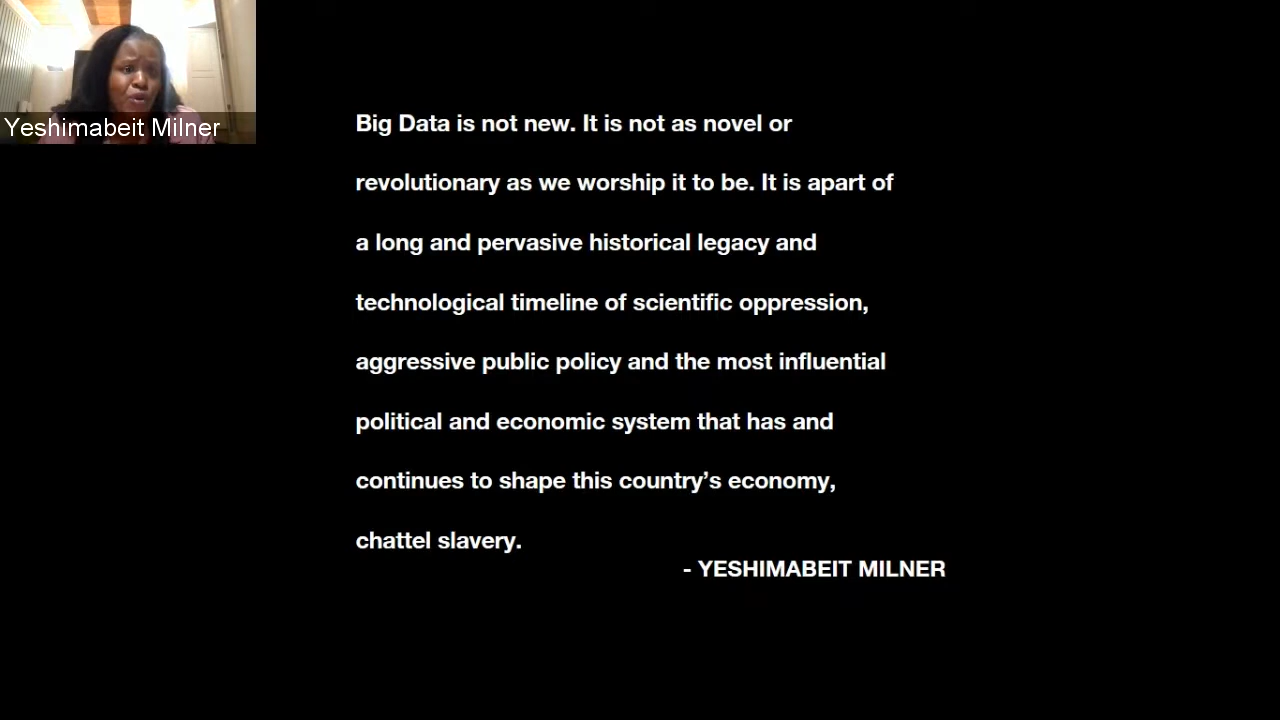 Yeshimabeit Milner
Big Data is not new. It is not as novel or
revolutionary as we worship it to be. It is apart of
a long and pervasive historical legacy and
technological timeline of scientific oppression,
aggressive public policy and the most influential
political and economic system that has and
continues to shape this country’s economy,
chattel slavery.
- YESHIMABEIT MILNER